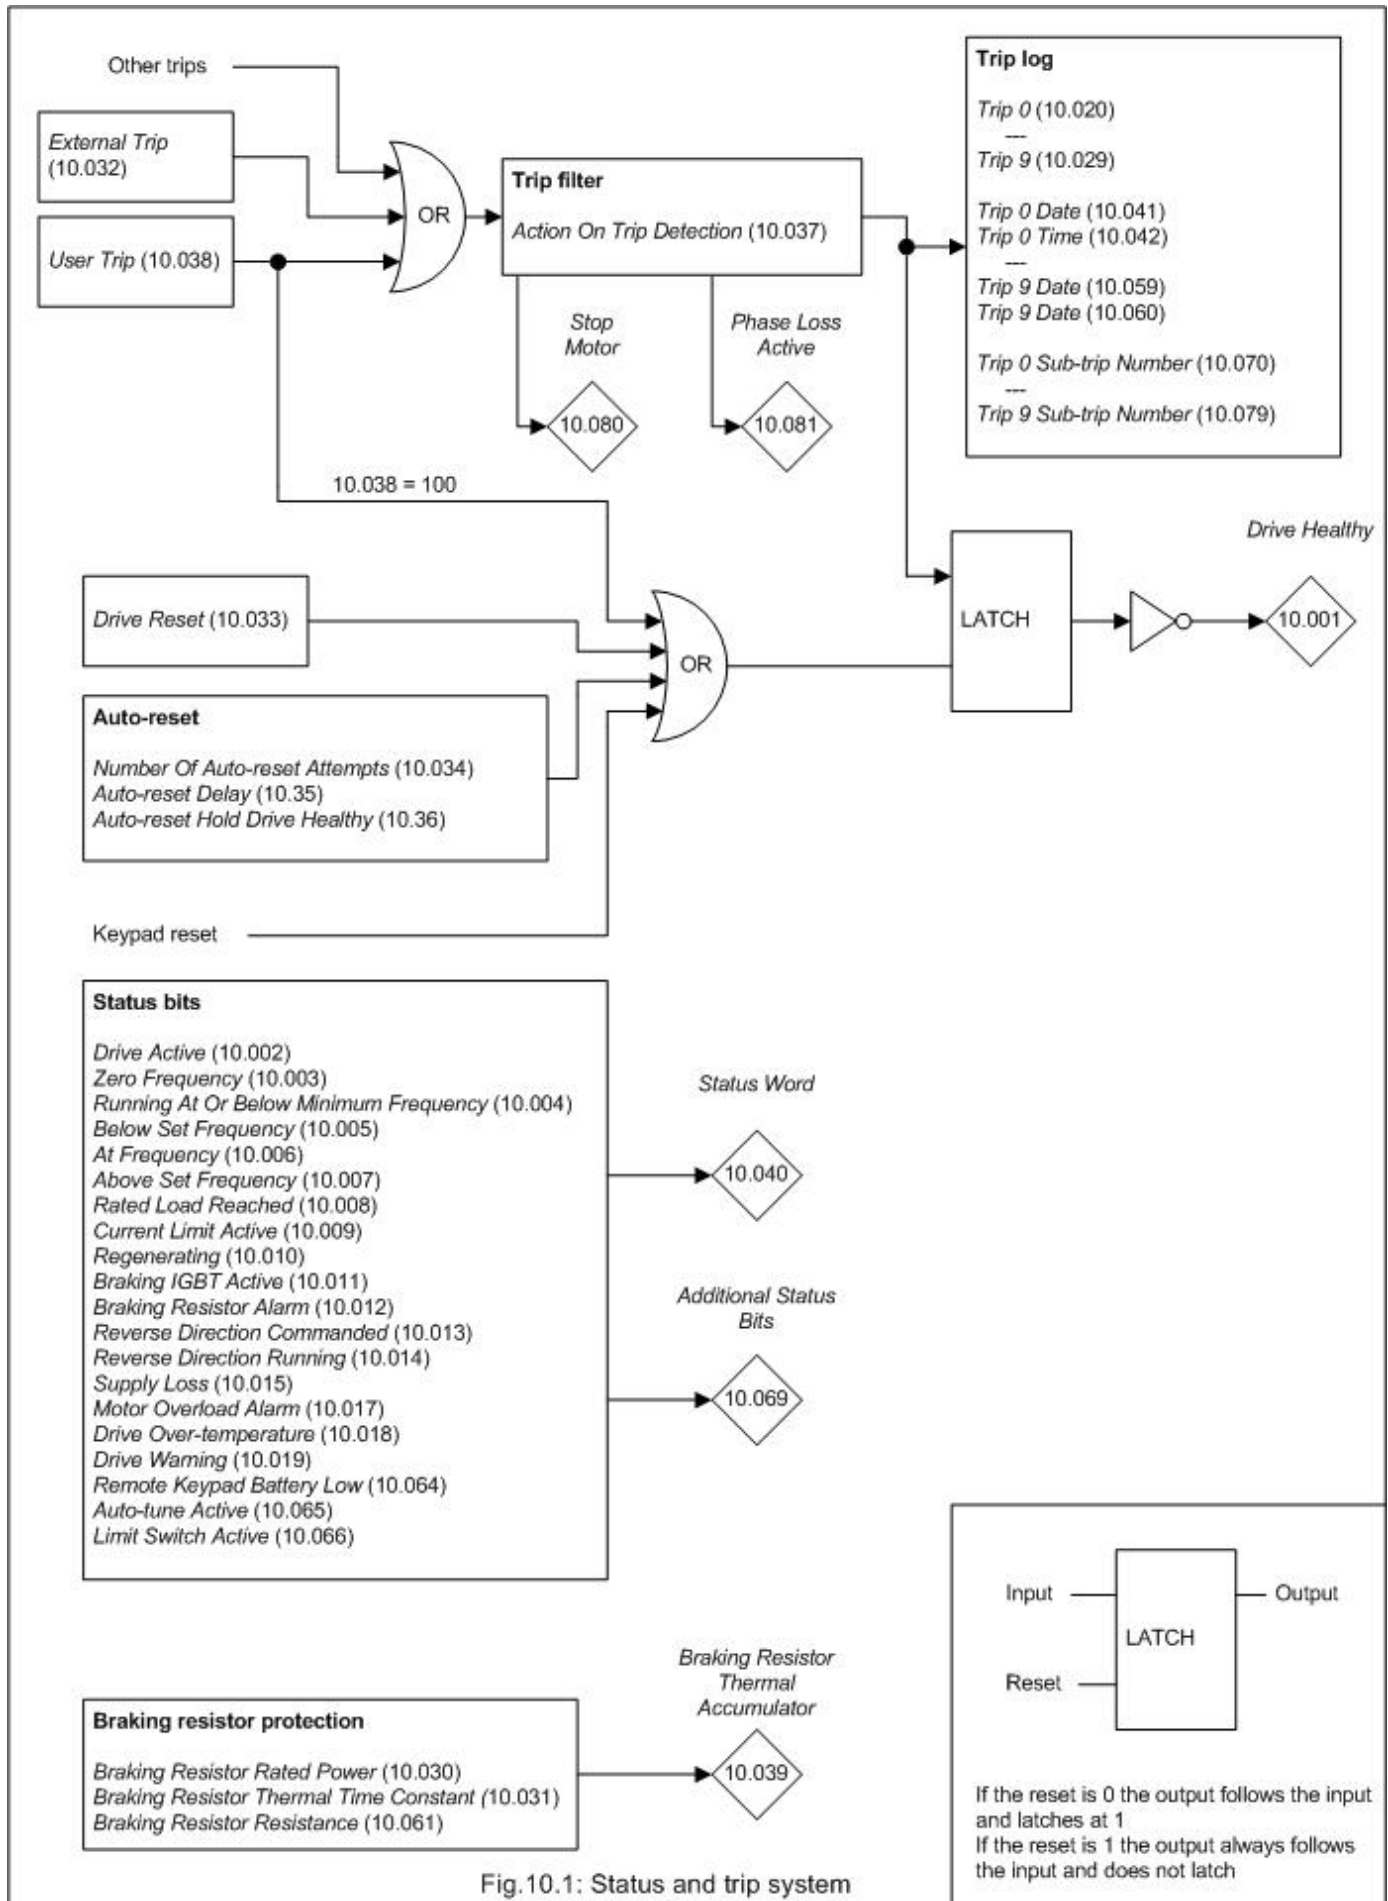 Other trips
External Trip
(10.032)
User Trip (10.038)
OR
Trip filter
Action On Trip Detection (10.037)
Stop
Motor
10.080
Phase Loss
Active
10.081
Trip log
Trip 0 (10.020)
---
Trip 9 (10.029)
Trip 0 Date (10.041)
Trip 0 Time (10.042)
---
Trip 9 Date (10.059)
Trip 9 Date (10.060)
Trip 0 Sub-trip Number (10.070)
---
Trip 9 Sub-trip Number (10.079)
10.038 = 100
Drive Reset (10.033)
Auto-reset
Number Of Auto-reset Attempts (10.034)
Auto-reset Delay (10.35)
Auto-reset Hold Drive Healthy (10.36)
Keypad reset
OR
LATCH
Drive Healthy
10.001
Status bits
Drive Active (10.002)
Zero Frequency (10.003)
Running At Or Below Minimum Frequency (10.004)
Below Set Frequency (10.005)
At Frequency (10.006)
Above Set Frequency (10.007)
Rated Load Reached (10.008)
Current Limit Active (10.009)
Regenerating (10.010)
Braking IGBT Active (10.011)
Braking Resistor Alarm (10.012)
Reverse Direction Commanded (10.013)
Reverse Direction Running (10.014)
Supply Loss (10.015)
Motor Overload Alarm (10.017)
Drive Over-temperature (10.018)
Drive Warning (10.019)
Remote Keypad Battery Low (10.064)
Auto-tune Active (10.065)
Limit Switch Active (10.066)
Status Word
10.040
Additional Status
Bits
10.069
Braking resistor protection
Braking Resistor Rated Power (10.030)
Braking Resistor Thermal Time Constant (10.031)
Braking Resistor Resistance (10.061)
Braking Resistor
Thermal
Accumulator
10.039
Input
Output
LATCH
Reset
If the reset is 0 the output follows the input
and latches at 1
If the reset is 1 the output always follows
the input and does not latch
Fig.10.1: Status and trip system